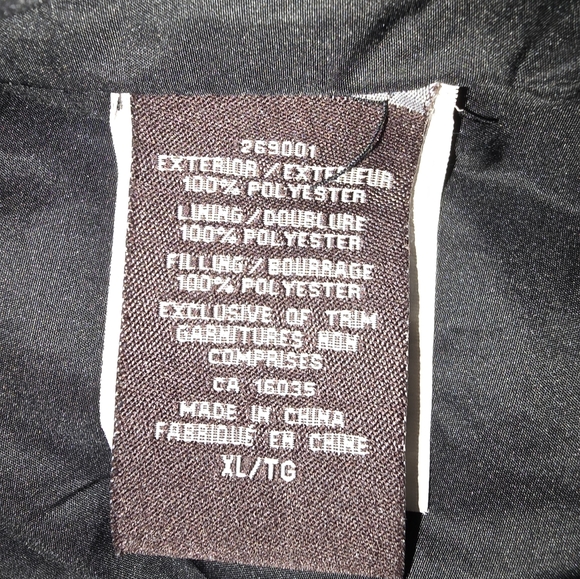 269001
EXTERIOR/EXTERIEUR
100% POLYESTER
LINING/DOUBLURE
100% POLYESTER
FILLING/BOURRAGE
100% POLYESTER
EXCLUSIVE OF TRIM
GARNITURES NON
COMPRISES
CA 16035
MADE IN CHINA
FABRIQUÉ EN CHINE
XL/TG